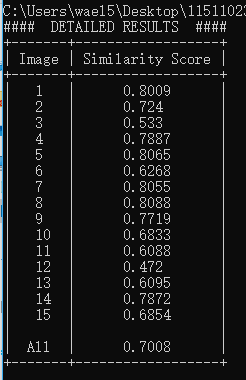 C:\Users\wae15\Desktop\11511023
####  DETAILED RESULTS  ####
+-------+------------------+
| Image | Similarity Score |
+-------+------------------+
|   1   |      0.8009      |
|   2   |      0.724       |
|   3   |      0.533       |
|   4   |      0.7887      |
|   5   |      0.8065      |
|   6   |      0.6268      |
|   7   |      0.8055      |
|   8   |      0.8088      |
|   9   |      0.7719      |
|   10  |      0.6833      |
|   11  |      0.6088      |
|   12  |      0.472       |
|   13  |      0.6095      |
|   14  |      0.7872      |
|   15  |      0.6854      |
|  All  |      0.7008      |
+-------+------------------+